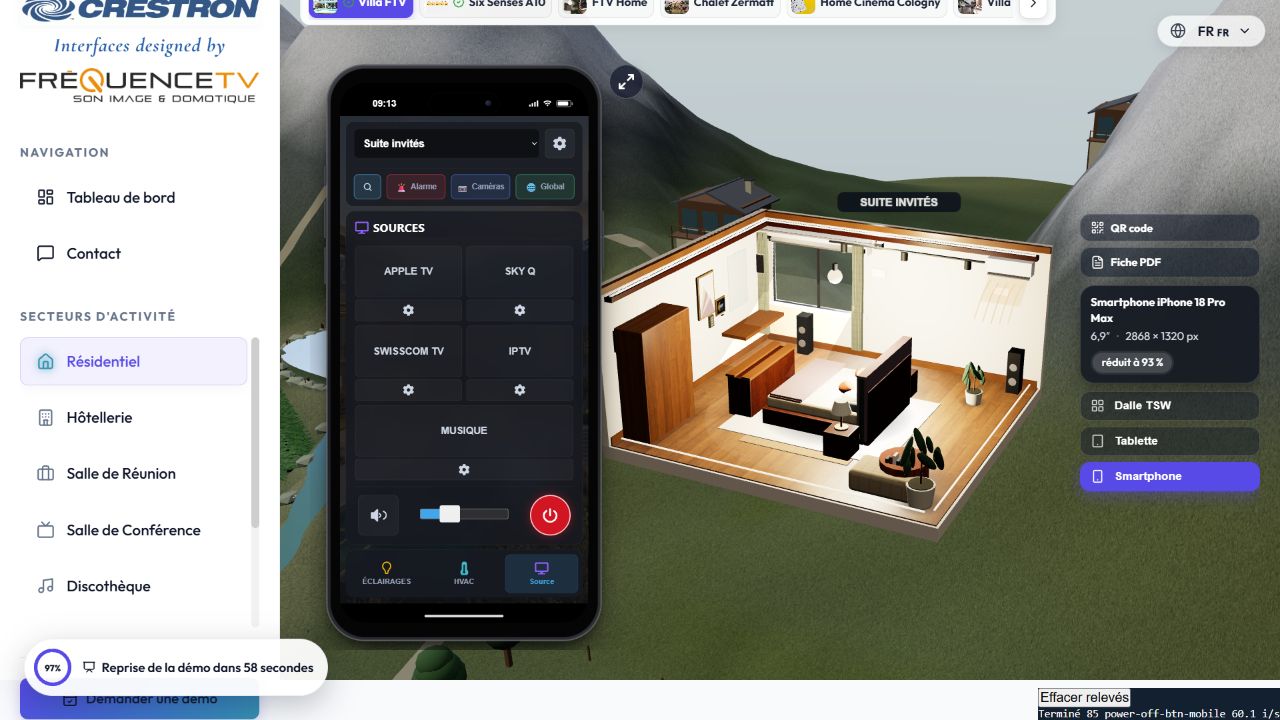 CRESTRON
Interfaces designed by
FRÉQUENCETV
SON IMAGE & DOMOTIQUE
NAVIGATION
Tableau de bord
Contact
SECTEURS D'ACTIVITÉ
Résidentiel
Hôtellerie
Salle de Réunion
Salle de Conférence
Discothèque
97%
Reprise de la démo dans 58 secondes
Demander une démo
Villa FTV
Six Senses A10
FTV Home
Chalet Zermatt
Home Cinema Cologny
Villa
FR FR
09:13
Suite invités
Alarme
Caméras
Global
SOURCES
APPLE TV
SKY Q
SWISSCOM TV
IPTV
MUSIQUE
ÉCLAIRAGES
HVAC
Source
SUITE INVITÉS
QR code
Fiche PDF
Smartphone iPhone 18 Pro
Max
6,9″ · 2868 × 1320 px
réduit à 93 %
Dalle TSW
Tablette
Smartphone
Effacer relevés
Terminé 85 power-off-btn-mobile 60.1 i/s